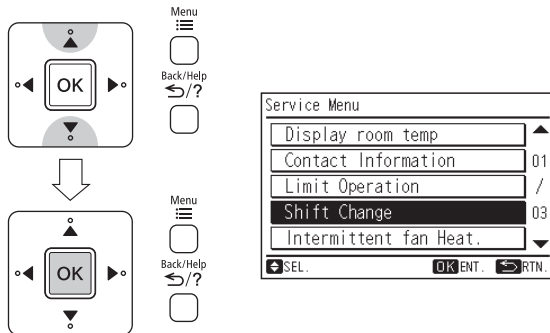 Menu
OK
Back/Help
/?
Menu
OK
Back/Help
/?
Service Menu
Display room temp
Contact Information
01
Limit Operation
/
Shift Change
03
Intermittent fan Heat.
SEL.
OK ENT.
RTN.